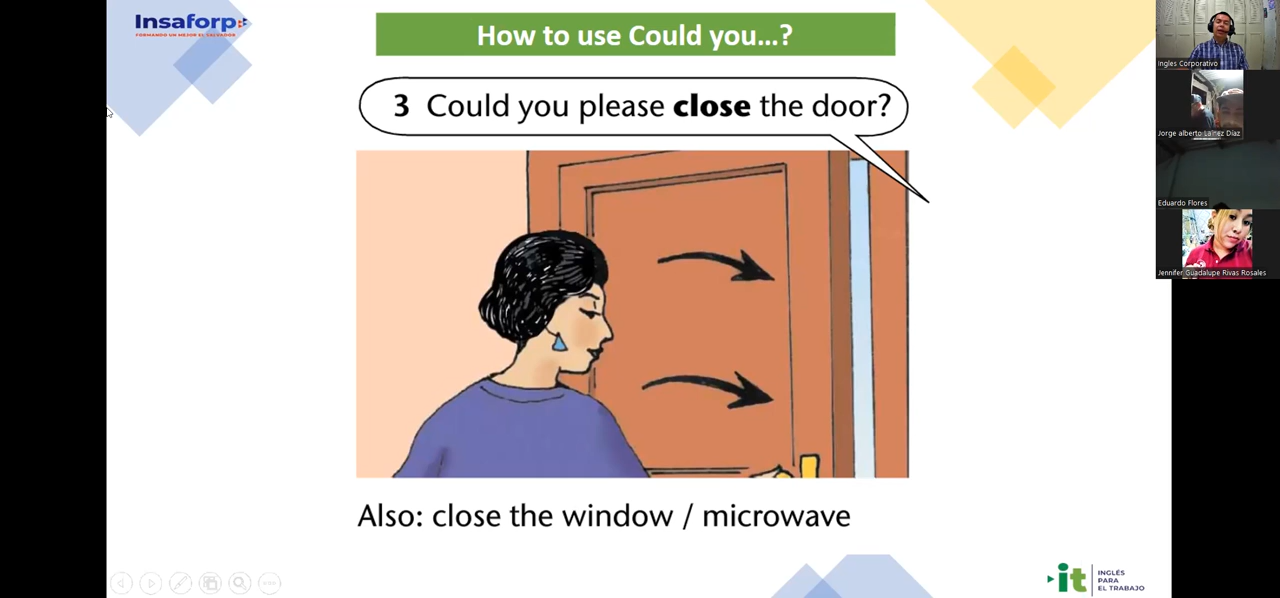 Insaforp
FORMANDO UN MEJOR EL SALVADOR
How to use Could you...?
3 Could you please close the door?
Also: close the window / microwave
it
INGLÉS
PARA
EL TRABAJO
Ingles Corporativo
Jorge alberto Lainez Díaz
Eduardo Flores
Jennifer Guadalupe Rivas Rosales